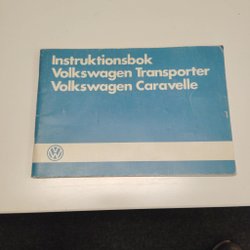 Instruktionsbok
Volkswagen Transporter
Volkswagen Caravelle